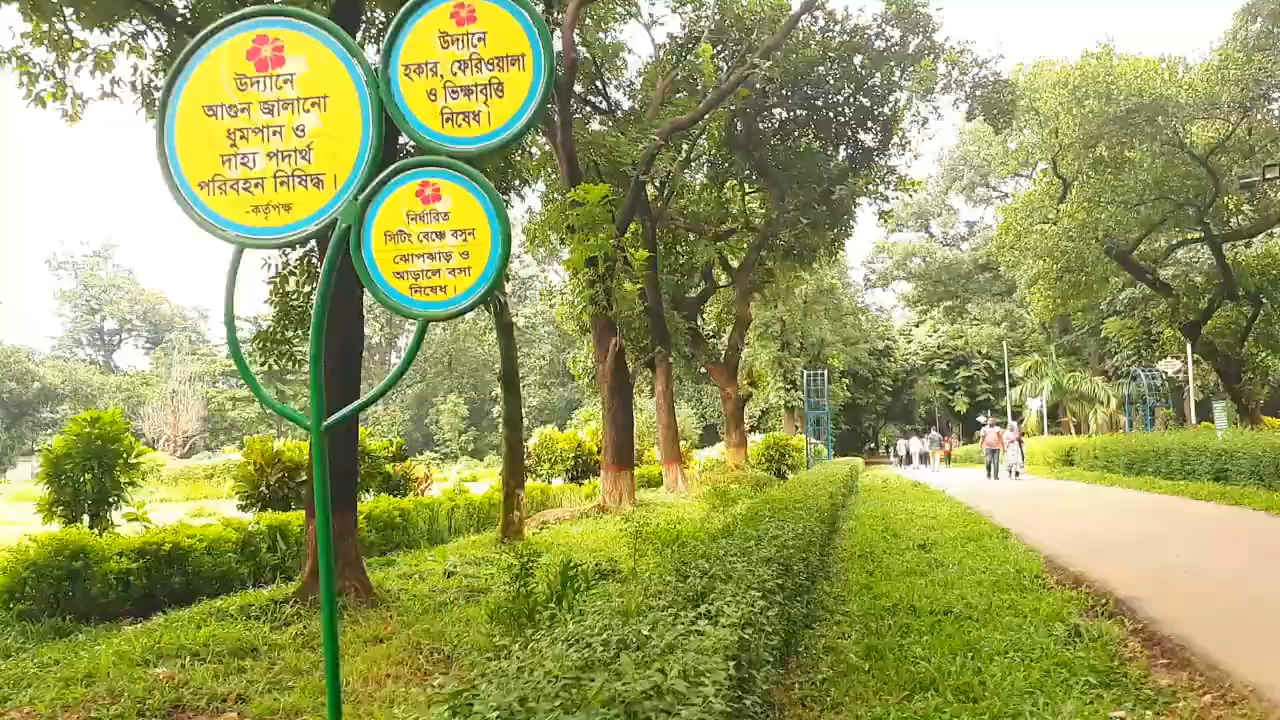 উদ্যানে
আগুন জ্বালানো
ধুমপান ও
দাহ্য পদার্থ
পরিবহন নিষিদ্ধ।
-কর্তৃপক্ষ
উদ্যানে
হকার, ফেরিওয়ালা
ও ভিক্ষাবৃত্তি
নিষেধ।
নির্ধারিত
সিটিং বেঞ্চে বসুন
ঝোপঝাড় ও
আড়ালে বসা
নিষেধ।